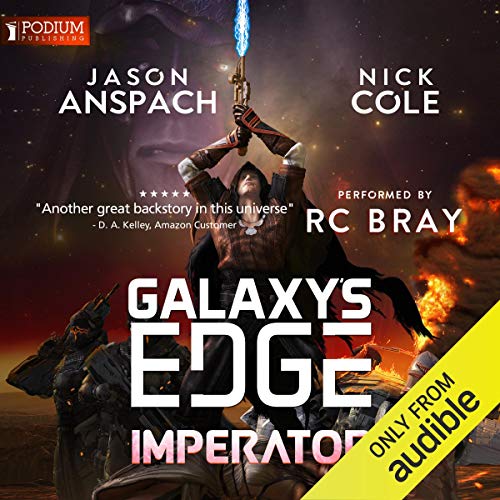 PODIUM
PUBLISHING
JASON
ANSPACH
NICK
COLE
★★★★★
"Another great backstory in this universe"
- D. A. Kelley, Amazon Customer
PERFORMED BY
RC BRAY
GALAXY'S
EDGE
IMPERATOR
ONLY FROM
audible